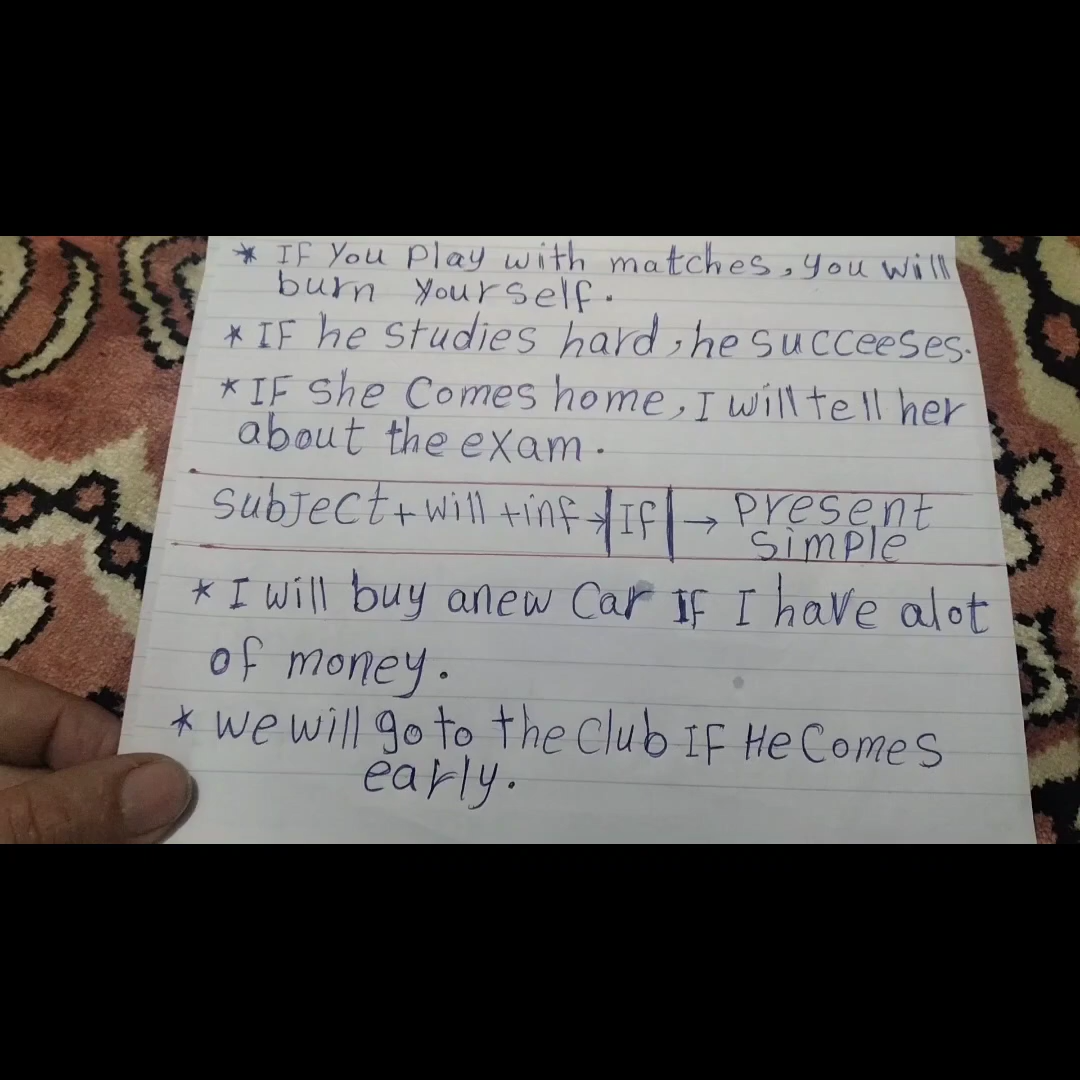 * IF You Play with matches, you will
burn yourself.
* IF he studies hard, he succeeses.
* IF she Comes home, I will tell her
about the exam.
subJect + will + inf → If → present
simple
* I will buy anew Car IF I have alot
of money.
* we will go to the Club IF He Comes
early.